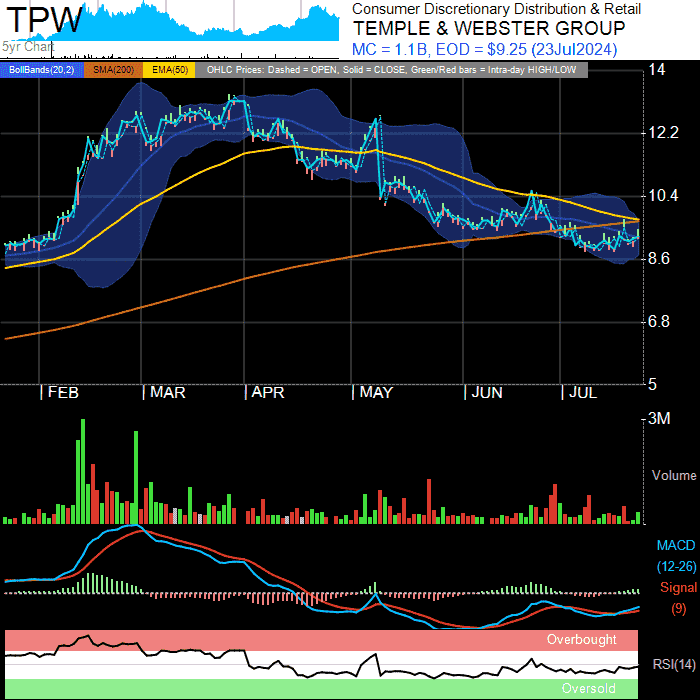 TPW
5yr Chart
Consumer Discretionary Distribution & Retail
TEMPLE & WEBSTER GROUP
MC = 1.1B, EOD = $9.25 (23Jul2024)
BollBands(20,2) SMA(200) EMA(50) OHLC Prices: Dashed = OPEN, Solid = CLOSE, Green/Red bars = Intra-day HIGH/LOW
14
12.2
10.4
8.6
6.8
5
FEB MAR APR MAY JUN JUL
3M
Volume
MACD
(12-26)
Signal
(9)
Overbought
RSI(14)
Oversold